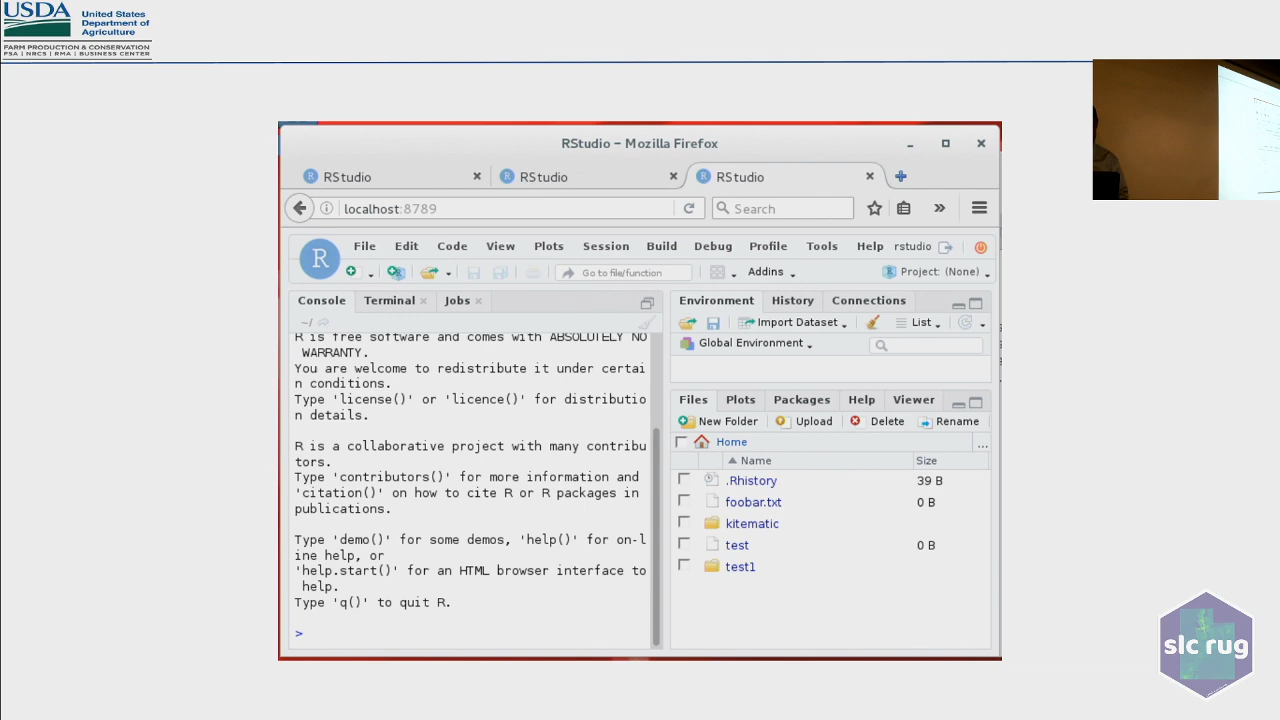 USDA
United States
Department of
Agriculture
FARM PRODUCTION & CONSERVATION
FSA | NRCS | RMA | BUSINESS CENTER
RStudio - Mozilla Firefox
RStudio
RStudio
RStudio
localhost:8789
Search
R
File Edit Code View Plots Session Build Debug Profile Tools Help rstudio
Go to file/function
Addins
Project: (None)
Console Terminal Jobs
~/
R is free software and comes with ABSOLUTELY NO
WARRANTY.
You are welcome to redistribute it under certai
n conditions.
Type 'license()' or 'licence()' for distributio
n details.
R is a collaborative project with many contribu
tors.
Type 'contributors()' for more information and
'citation()' on how to cite R or R packages in
publications.
Type 'demo()' for some demos, 'help()' for on-l
ine help, or
'help.start()' for an HTML browser interface to
help.
Type 'q()' to quit R.
>
Environment History Connections
Import Dataset List
Global Environment
Files Plots Packages Help Viewer
New Folder Upload Delete Rename
Home ...
Name Size
.Rhistory 39 B
foobar.txt 0 B
kitematic
test 0 B
test1
slc rug